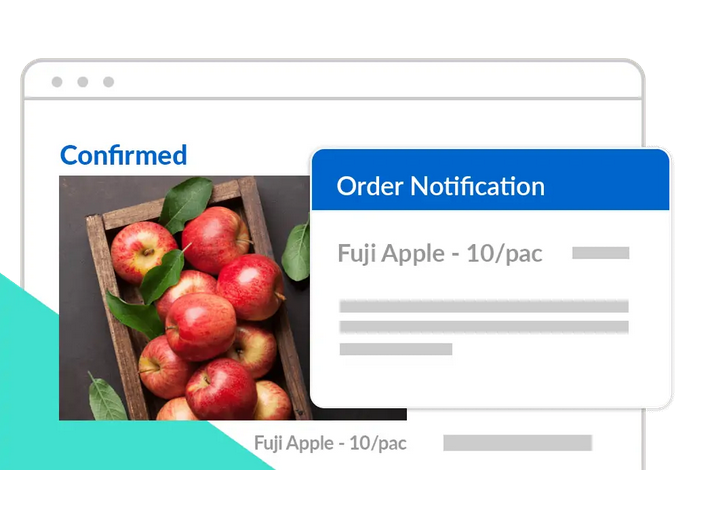 Confirmed
Order Notification
Fuji Apple - 10/pac
Fuji Apple - 10/pac